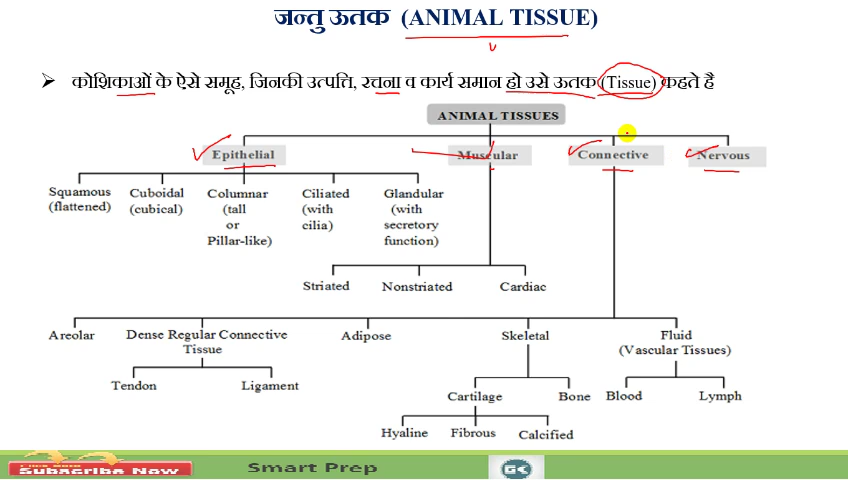 जन्तु ऊतक (ANIMAL TISSUE)
➤ कोशिकाओं के ऐसे समूह, जिनकी उत्पत्ति, रचना व कार्य समान हो उसे ऊतक (Tissue) कहते है
ANIMAL TISSUES
Epithelial Muscular Connective Nervous
Squamous Cuboidal Columnar Ciliated Glandular
(flattened) (cubical) (tall (with (with
or cilia) secretory
Pillar-like) function)
Striated Nonstriated Cardiac
Areolar Dense Regular Connective Adipose Skeletal Fluid
Tissue (Vascular Tissues)
Tendon Ligament Cartilage Bone Blood Lymph
Hyaline Fibrous Calcified
Subscribe Now Smart Prep GK